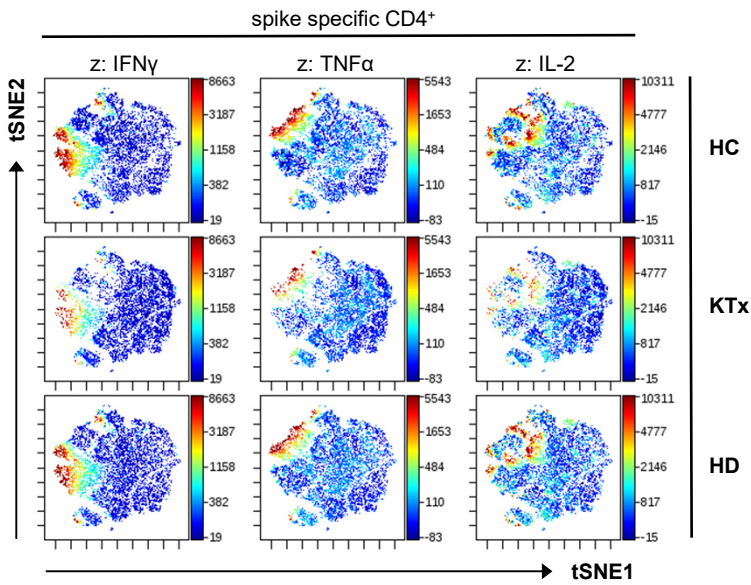 spike specific CD4⁺
z: IFNγ z: TNFα z: IL-2
tSNE2
8663 5543 10311
3187 1653 4777
1158 484 2146
382 110 817
19 -83 -15
HC
8663 5543 10311
3187 1653 4777
1158 484 2146
382 110 817
19 -83 -15
KTx
8663 5543 10311
3187 1653 4777
1158 484 2146
382 110 817
19 -83 -15
HD
tSNE1